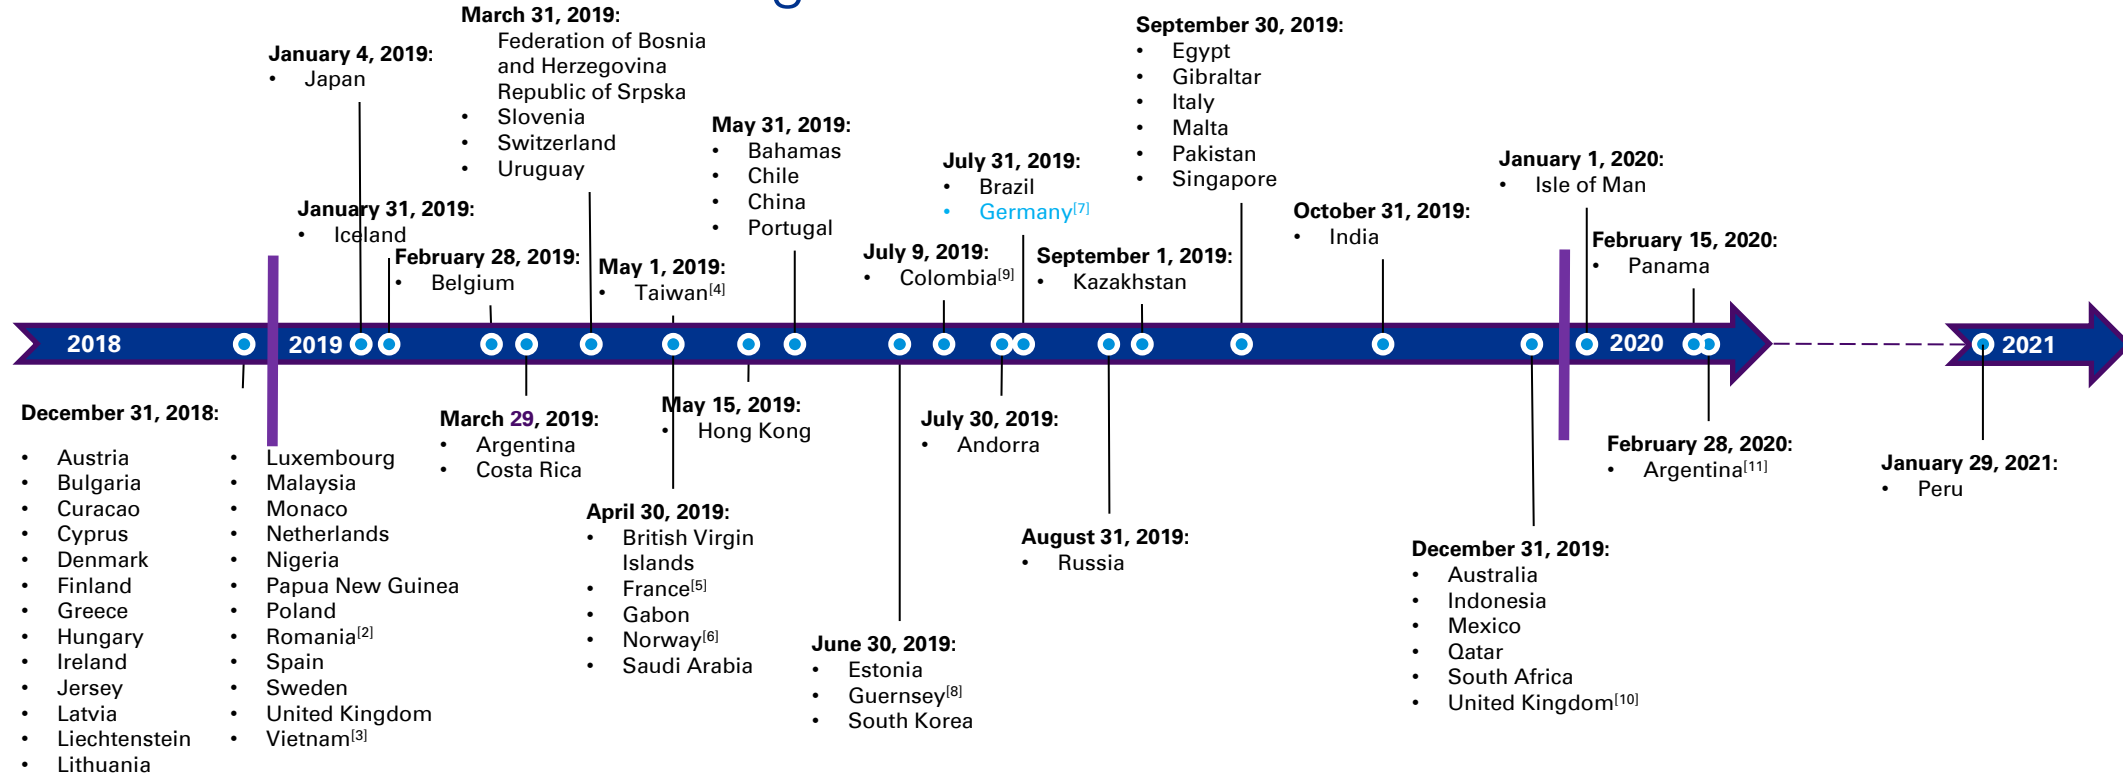 March 31, 2019:
Federation of Bosnia
and Herzegovina
Republic of Srpska
• Slovenia
• Switzerland
• Uruguay
January 4, 2019:
• Japan
January 31, 2019:
• Iceland
February 28, 2019:
• Belgium
May 1, 2019:
• Taiwan[4]
May 31, 2019:
• Bahamas
• Chile
• China
• Portugal
July 9, 2019:
• Colombia[9]
July 31, 2019:
• Brazil
• Germany[7]
September 1, 2019:
• Kazakhstan
September 30, 2019:
• Egypt
• Gibraltar
• Italy
• Malta
• Pakistan
• Singapore
October 31, 2019:
• India
January 1, 2020:
• Isle of Man
February 15, 2020:
• Panama
2018
2019
2020
2021
December 31, 2018:
• Austria
• Bulgaria
• Curacao
• Cyprus
• Denmark
• Finland
• Greece
• Hungary
• Ireland
• Jersey
• Latvia
• Liechtenstein
• Lithuania
• Luxembourg
• Malaysia
• Monaco
• Netherlands
• Nigeria
• Papua New Guinea
• Poland
• Romania[2]
• Spain
• Sweden
• United Kingdom
• Vietnam[3]
March 29, 2019:
• Argentina
• Costa Rica
May 15, 2019:
• Hong Kong
April 30, 2019:
• British Virgin
Islands
• France[5]
• Gabon
• Norway[6]
• Saudi Arabia
June 30, 2019:
• Estonia
• Guernsey[8]
• South Korea
July 30, 2019:
• Andorra
August 31, 2019:
• Russia
December 31, 2019:
• Australia
• Indonesia
• Mexico
• Qatar
• South Africa
• United Kingdom[10]
February 28, 2020:
• Argentina[11]
January 29, 2021:
• Peru